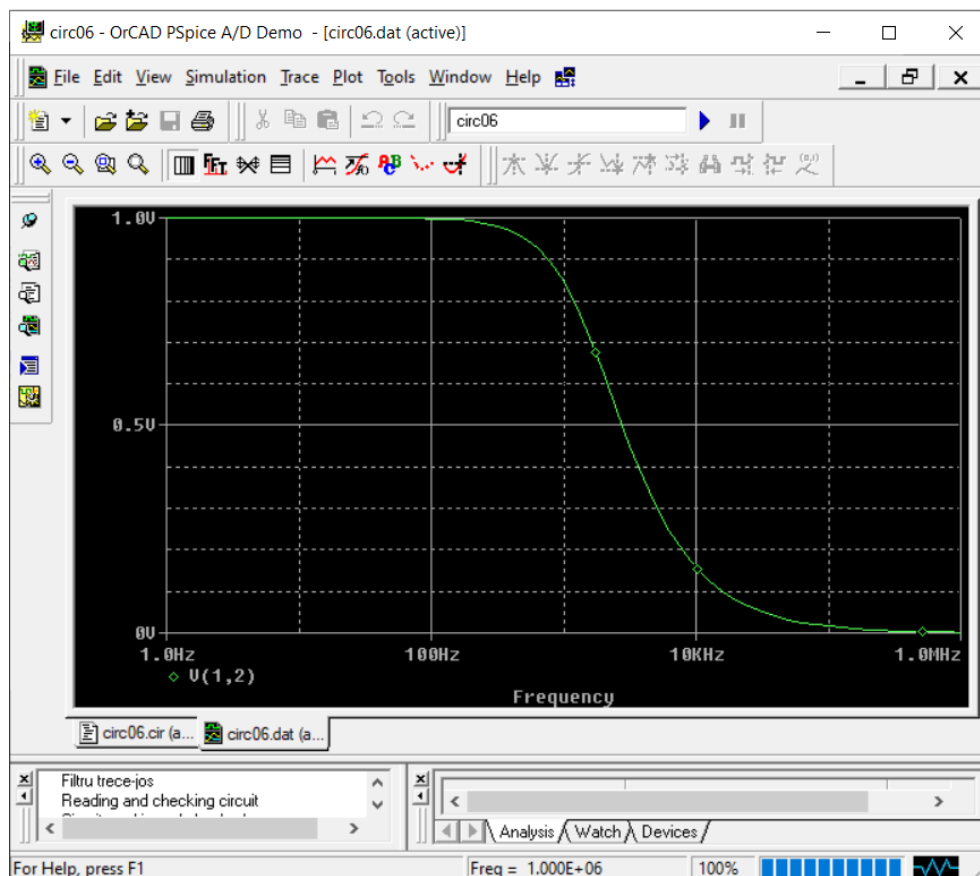 circ06 - OrCAD PSpice A/D Demo - [circ06.dat (active)]
File Edit View Simulation Trace Plot Tools Window Help
circ06
1.0V
0.5V
0V
1.0Hz 100Hz 10KHz 1.0MHz
V(1,2)
Frequency
circ06.cir (a... circ06.dat (a...
Filtru trece-jos
Reading and checking circuit
Analysis Watch Devices
For Help, press F1 Freq = 1.000E+06 100%